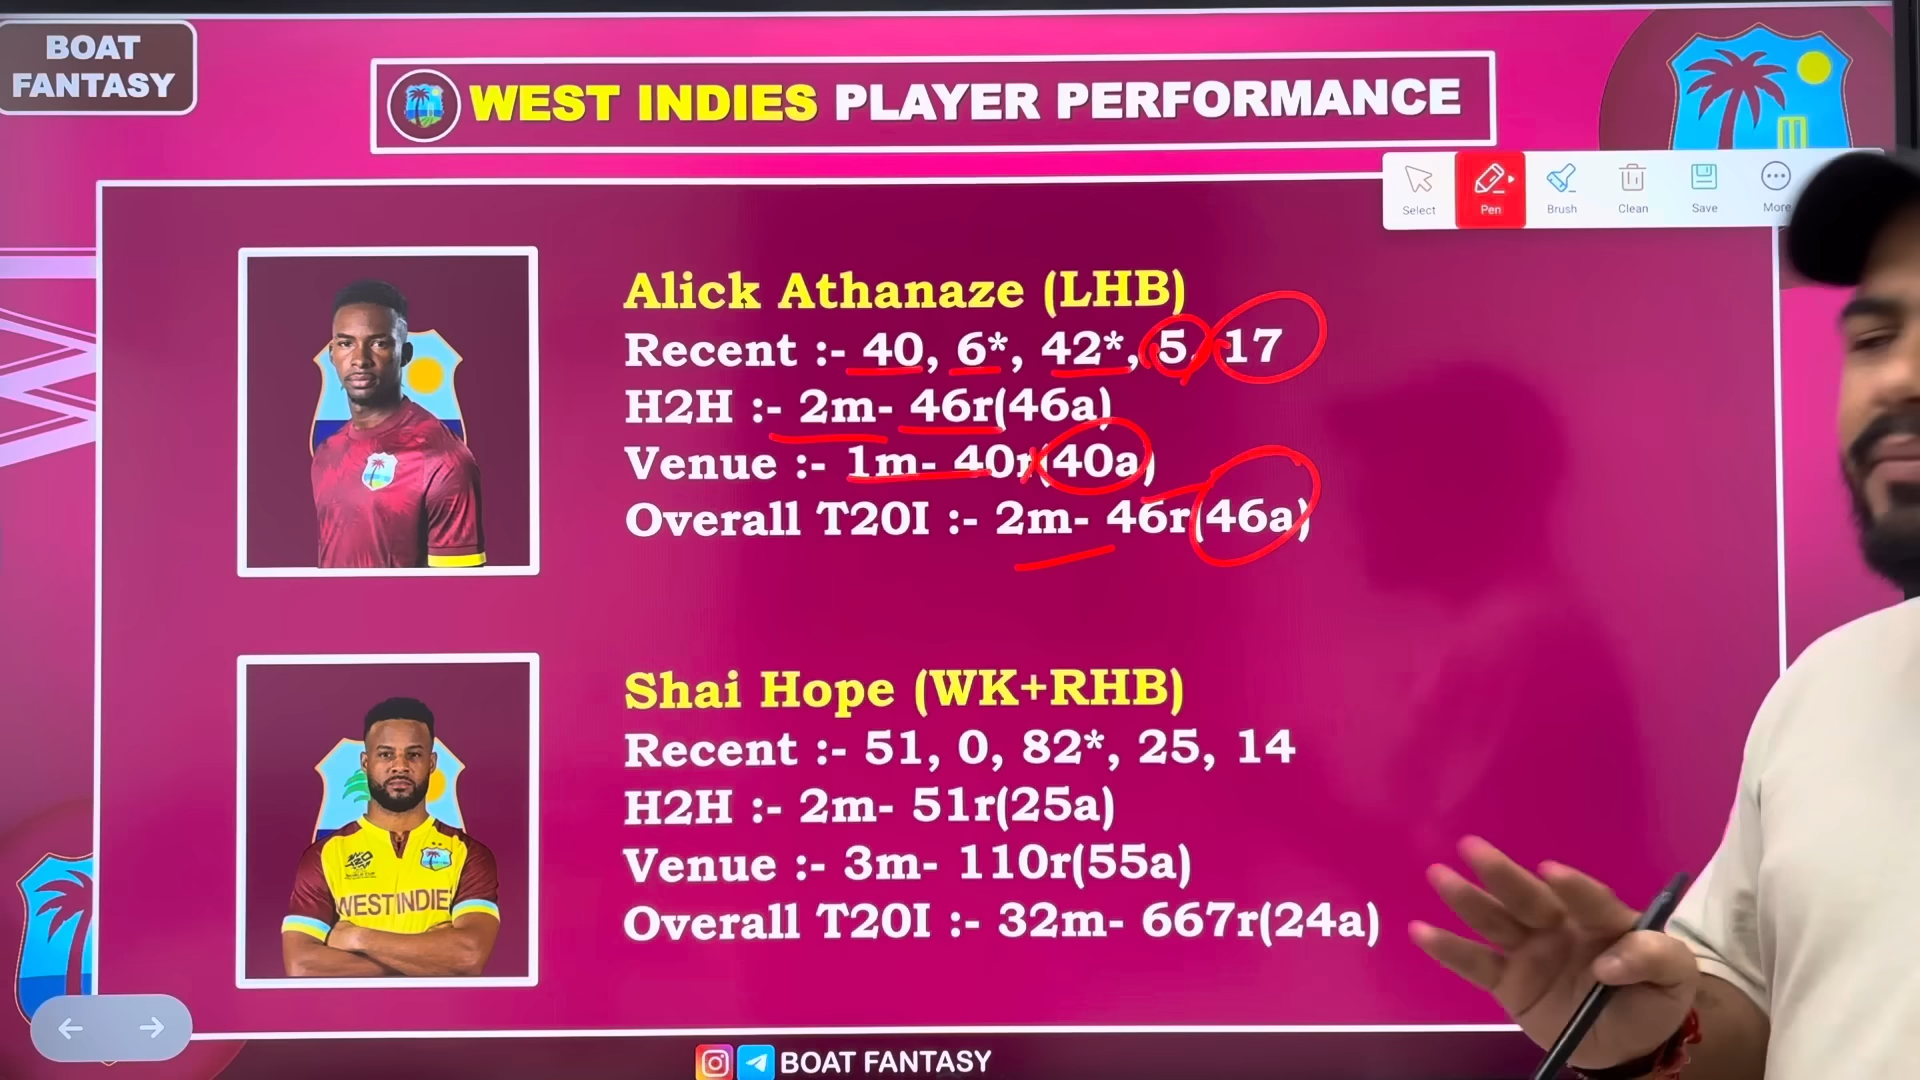 BOAT
FANTASY
WEST INDIES PLAYER PERFORMANCE
Select Pen Brush Clean Save More
Alick Athanaze (LHB)
Recent :- 40, 6*, 42*, 5, 17
H2H :- 2m- 46r(46a)
Venue :- 1m- 40r(40a)
Overall T20I :- 2m- 46r(46a)
WEST INDIES
Shai Hope (WK+RHB)
Recent :- 51, 0, 82*, 25, 14
H2H :- 2m- 51r(25a)
Venue :- 3m- 110r(55a)
Overall T20I :- 32m- 667r(24a)
BOAT FANTASY